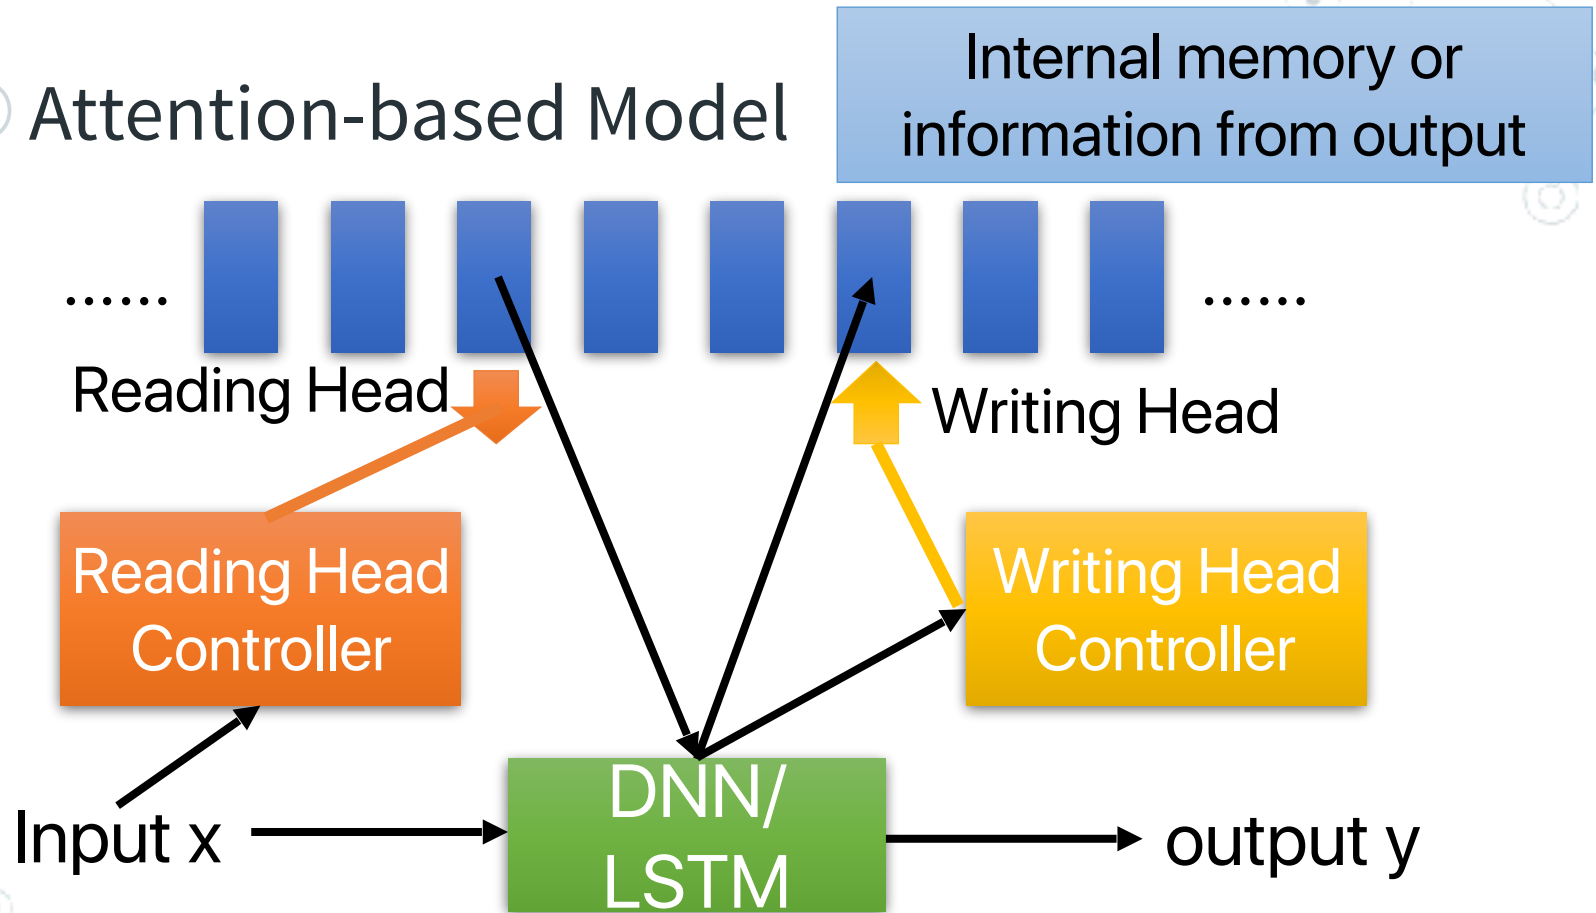 Internal memory or
information from output
Attention-based Model
......
......
Reading Head
Writing Head
Reading Head
Controller
Writing Head
Controller
DNN/
LSTM
Input x
output y